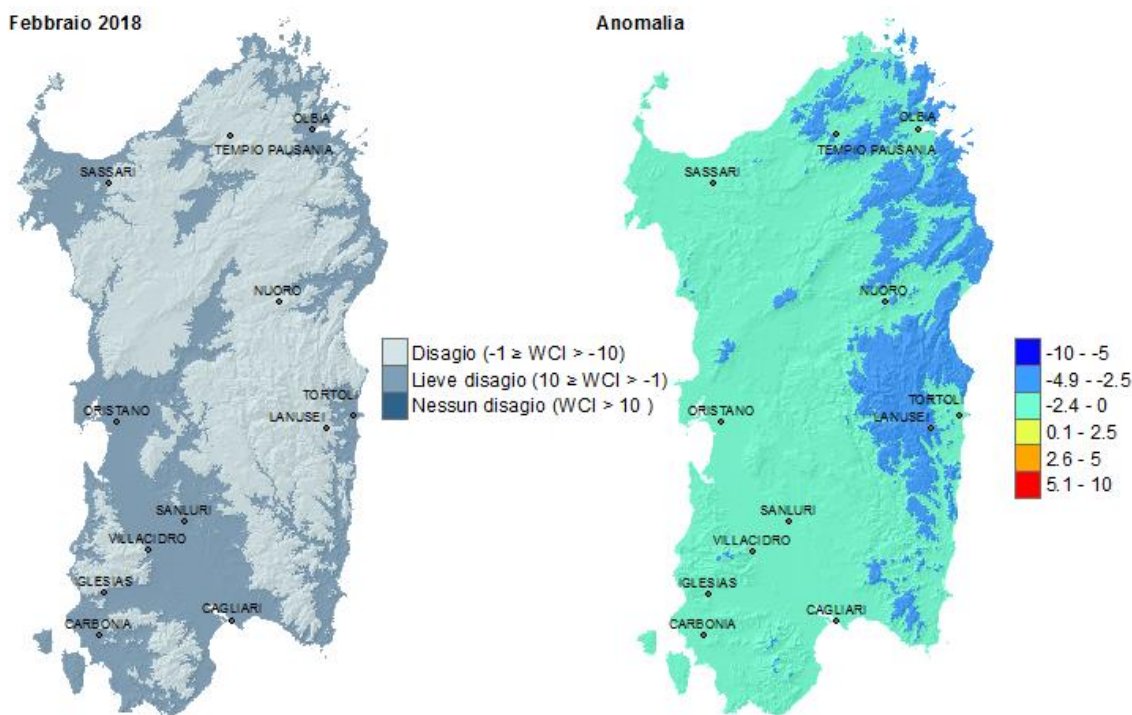 Febbraio 2018
OLBIA
TEMPIO PAUSANIA
SASSARI
NUORO
TORTOLI
ORISTANO
LANUSEI
SANLURI
VILLACIDRO
IGLESIAS
CAGLIARI
CARBONIA
Disagio (-1 ≥ WCI > -10)
Lieve disagio (10 ≥ WCI > -1)
Nessun disagio (WCI > 10 )
Anomalia
OLBIA
TEMPIO PAUSANIA
SASSARI
NUORO
TORTOLI
ORISTANO
LANUSEI
SANLURI
VILLACIDRO
IGLESIAS
CAGLIARI
CARBONIA
-10 - -5
-4.9 - -2.5
-2.4 - 0
0.1 - 2.5
2.6 - 5
5.1 - 10